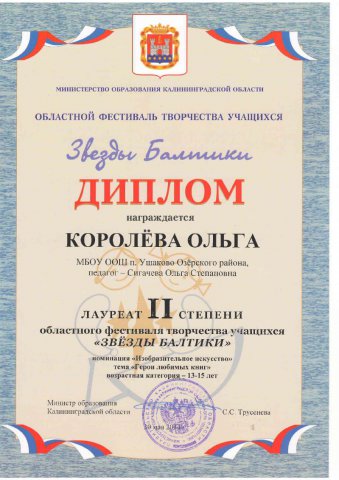 МИНИСТЕРСТВО ОБРАЗОВАНИЯ КАЛИНИНГРАДСКОЙ ОБЛАСТИ
ОБЛАСТНОЙ ФЕСТИВАЛЬ ТВОРЧЕСТВА УЧАЩИХСЯ
Звезды Балтики
ДИПЛОМ
награждается
КОРОЛЁВА ОЛЬГА
МБОУ ООШ п. Ушаково Озёрского района,
педагог – Сигачева Ольга Степановна
ЛАУРЕАТ II СТЕПЕНИ
областного фестиваля творчества учащихся
«ЗВЁЗДЫ БАЛТИКИ»
номинация «Изобразительное искусство»
тема «Герои любимых книг»
возрастная категория – 13-15 лет
Министр образования
Калининградской области
С.С. Трусенёва
мая